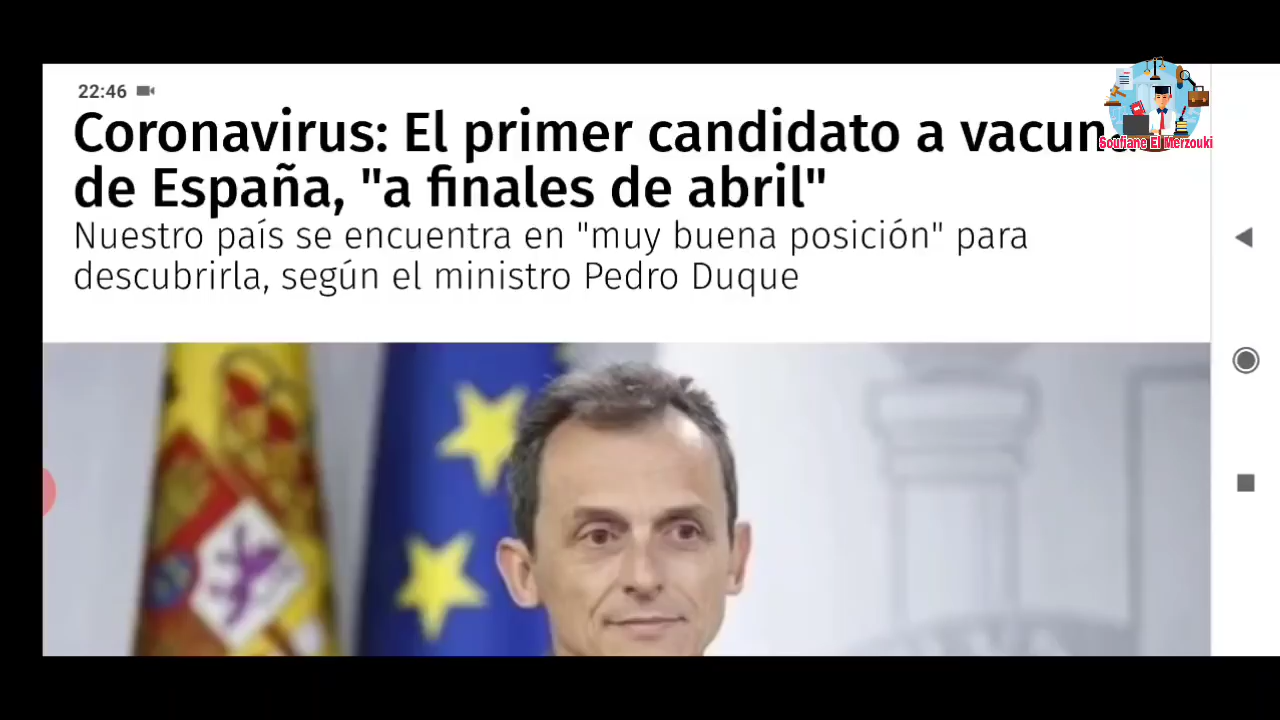 22:46
Coronavirus: El primer candidato a vacuna
de España, "a finales de abril"
Nuestro país se encuentra en "muy buena posición" para
descubrirla, según el ministro Pedro Duque
Soufiane El Merzouki